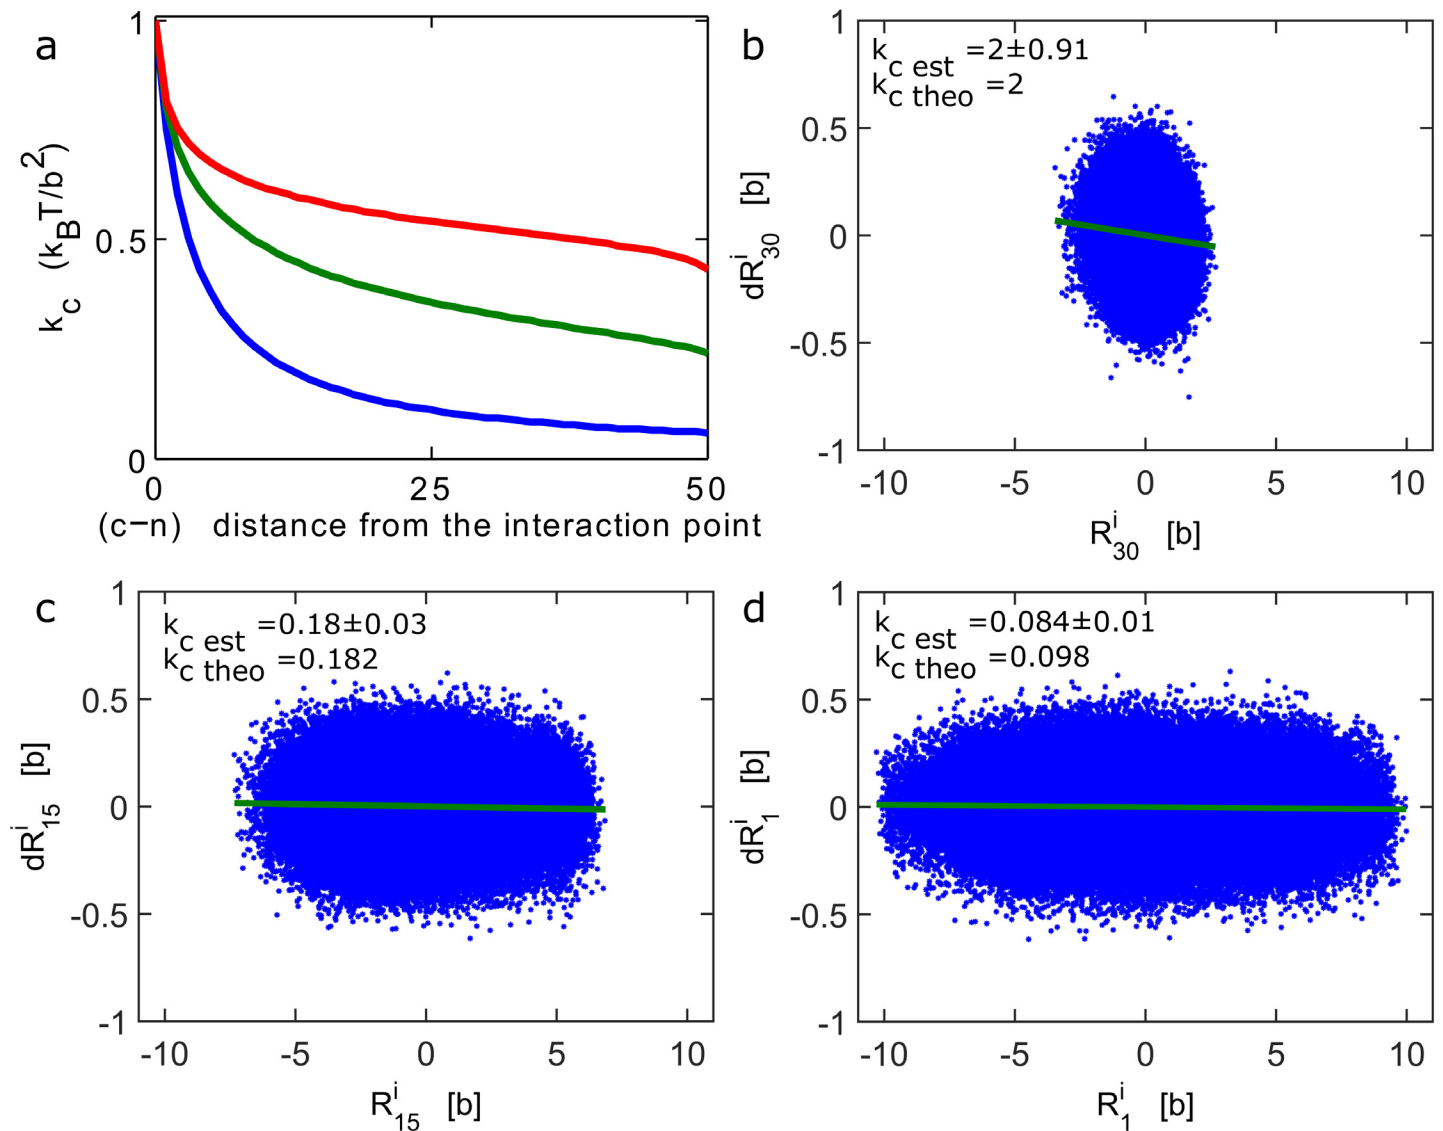 a
1
0.5
0
k_c (k_BT/b^2)
0 25 50
(c−n) distance from the interaction point
b
k_c est =2±0.91
k_c theo =2
1
0.5
0
-0.5
-1
dR^i_30 [b]
-10 -5 0 5 10
R^i_30 [b]
c
k_c est =0.18±0.03
k_c theo =0.182
1
0.5
0
-0.5
-1
dR^i_15 [b]
-10 -5 0 5 10
R^i_15 [b]
d
k_c est =0.084±0.01
k_c theo =0.098
1
0.5
0
-0.5
-1
dR^i_1 [b]
-10 -5 0 5 10
R^i_1 [b]